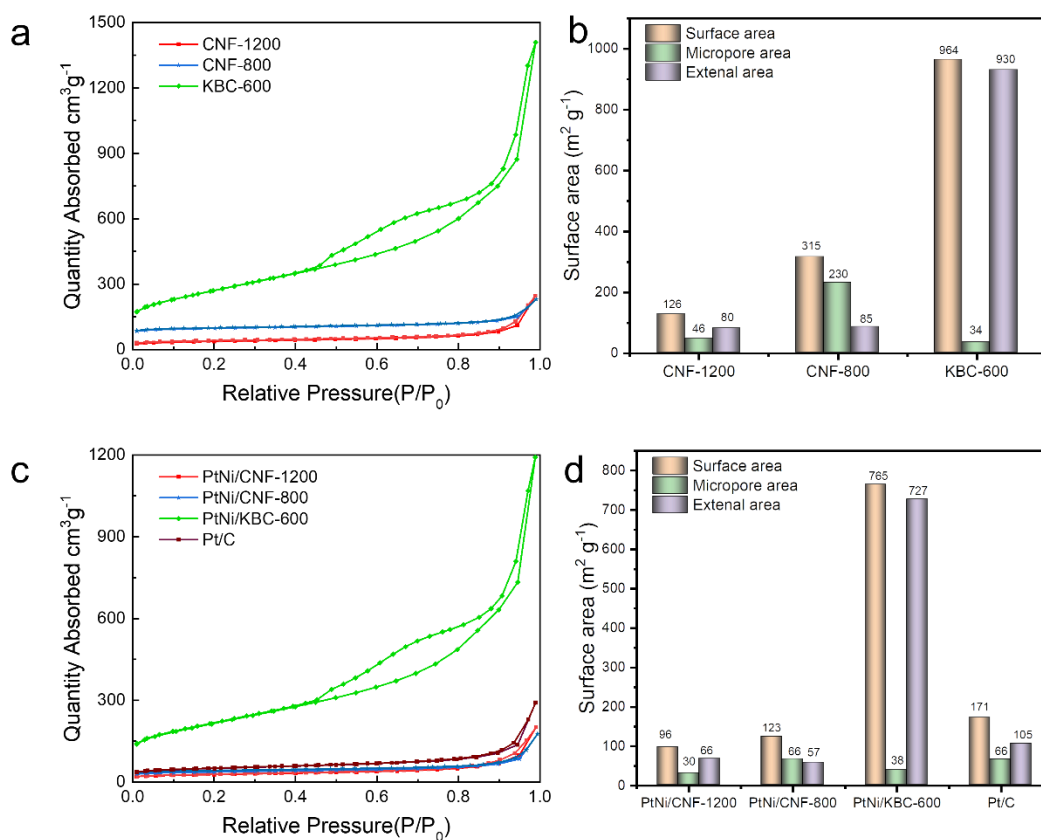 a
CNF-1200
CNF-800
KBC-600
Quantity Absorbed cm³g⁻¹
1500
1200
900
600
300
0
0.0 0.2 0.4 0.6 0.8 1.0
Relative Pressure(P/P₀)
b
Surface area
Micropore area
Extenal area
Surface area (m² g⁻¹)
1000
800
600
400
200
0
126 46 80
315 230 85
964 34 930
CNF-1200 CNF-800 KBC-600
c
PtNi/CNF-1200
PtNi/CNF-800
PtNi/KBC-600
Pt/C
Quantity Absorbed cm³g⁻¹
1200
900
600
300
0
0.0 0.2 0.4 0.6 0.8 1.0
Relative Pressure(P/P₀)
d
Surface area
Micropore area
Extenal area
Surface area (m² g⁻¹)
800
700
600
500
400
300
200
100
0
96 30 66
123 66 57
765 38 727
171 66 105
PtNi/CNF-1200 PtNi/CNF-800 PtNi/KBC-600 Pt/C